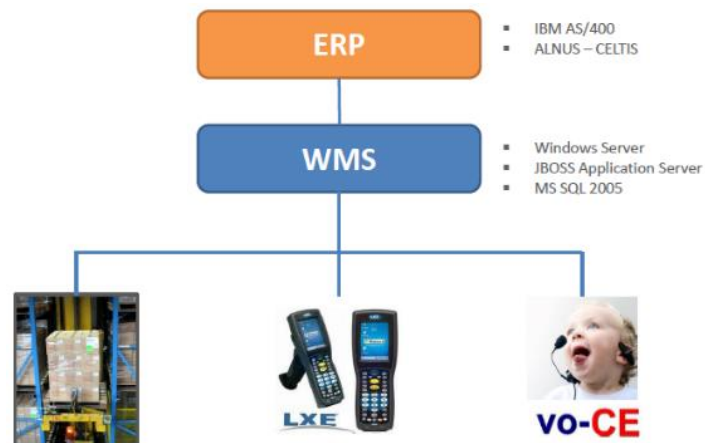 ERP
▪ IBM AS/400
▪ ALNUS – CELTIS
WMS
▪ Windows Server
▪ JBOSS Application Server
▪ MS SQL 2005
LXE
vo-CE